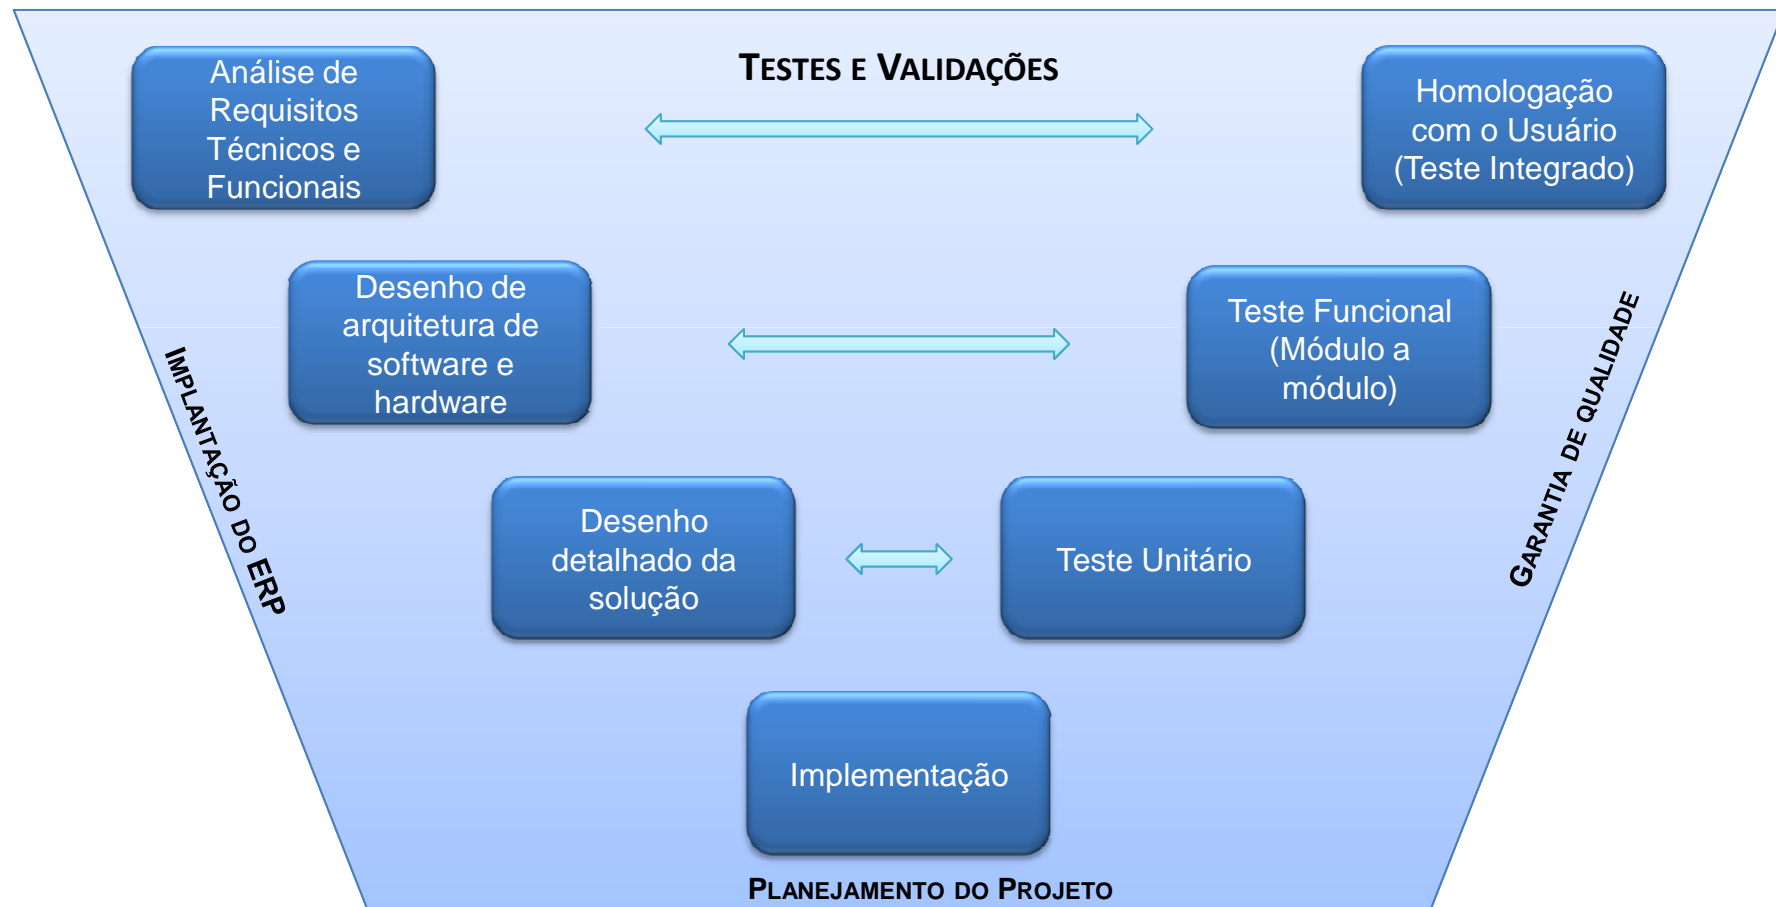 TESTES E VALIDAÇÕES
Análise de
Requisitos
Técnicos e
Funcionais
Homologação
com o Usuário
(Teste Integrado)
Desenho de
arquitetura de
software e
hardware
Teste Funcional
(Módulo a
módulo)
IMPLANTAÇÃO DO ERP
GARANTIA DE QUALIDADE
Desenho
detalhado da
solução
Teste Unitário
Implementação
PLANEJAMENTO DO PROJETO